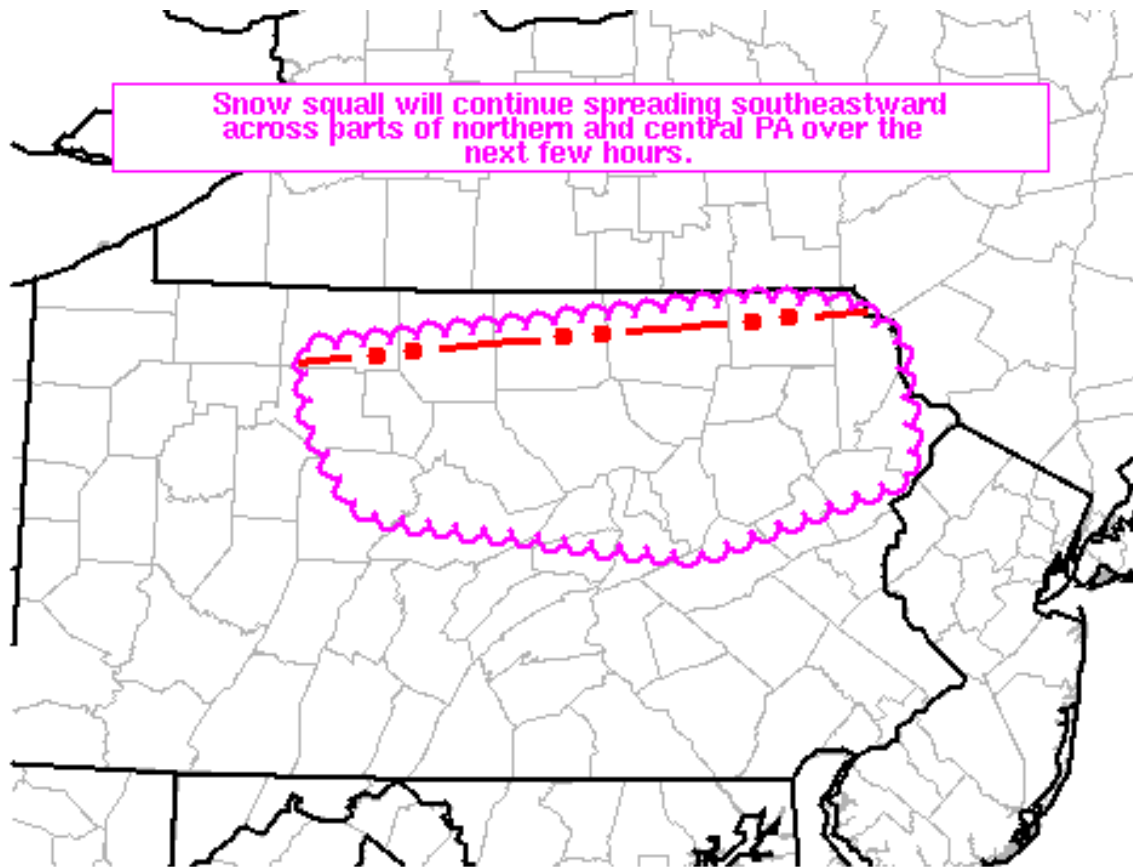 Snow squall will continue spreading southeastward
across parts of northern and central PA over the
next few hours.